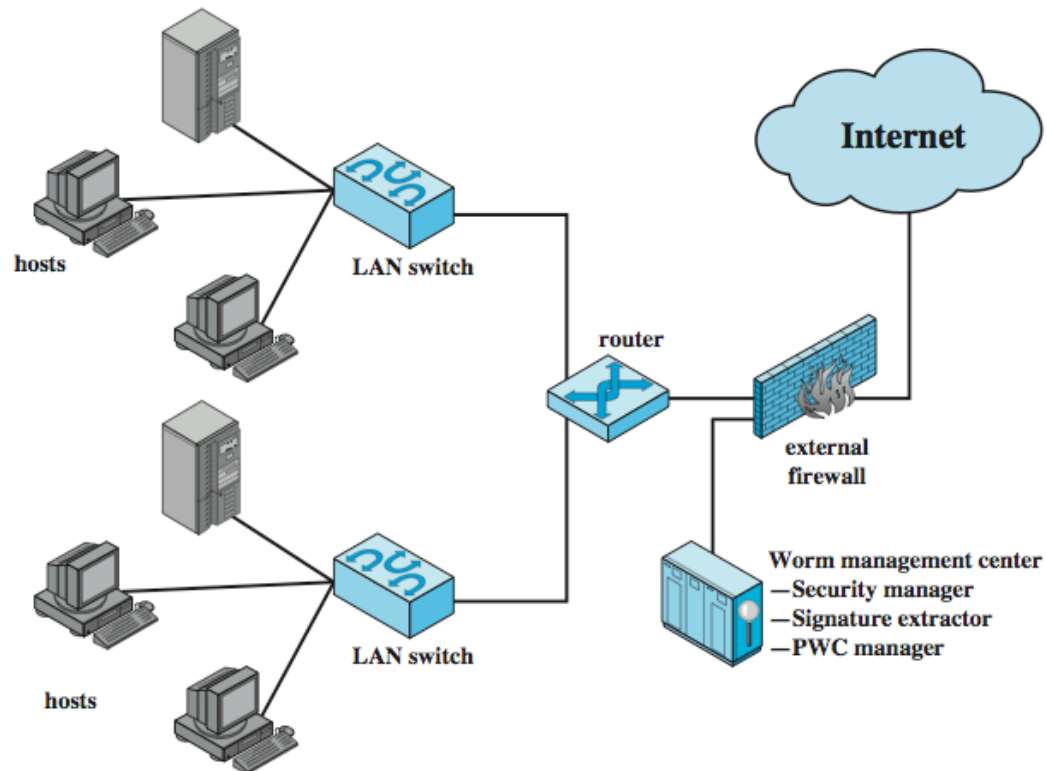 Internet
hosts
LAN switch
router
external
firewall
Worm management center
—Security manager
—Signature extractor
—PWC manager
LAN switch
hosts